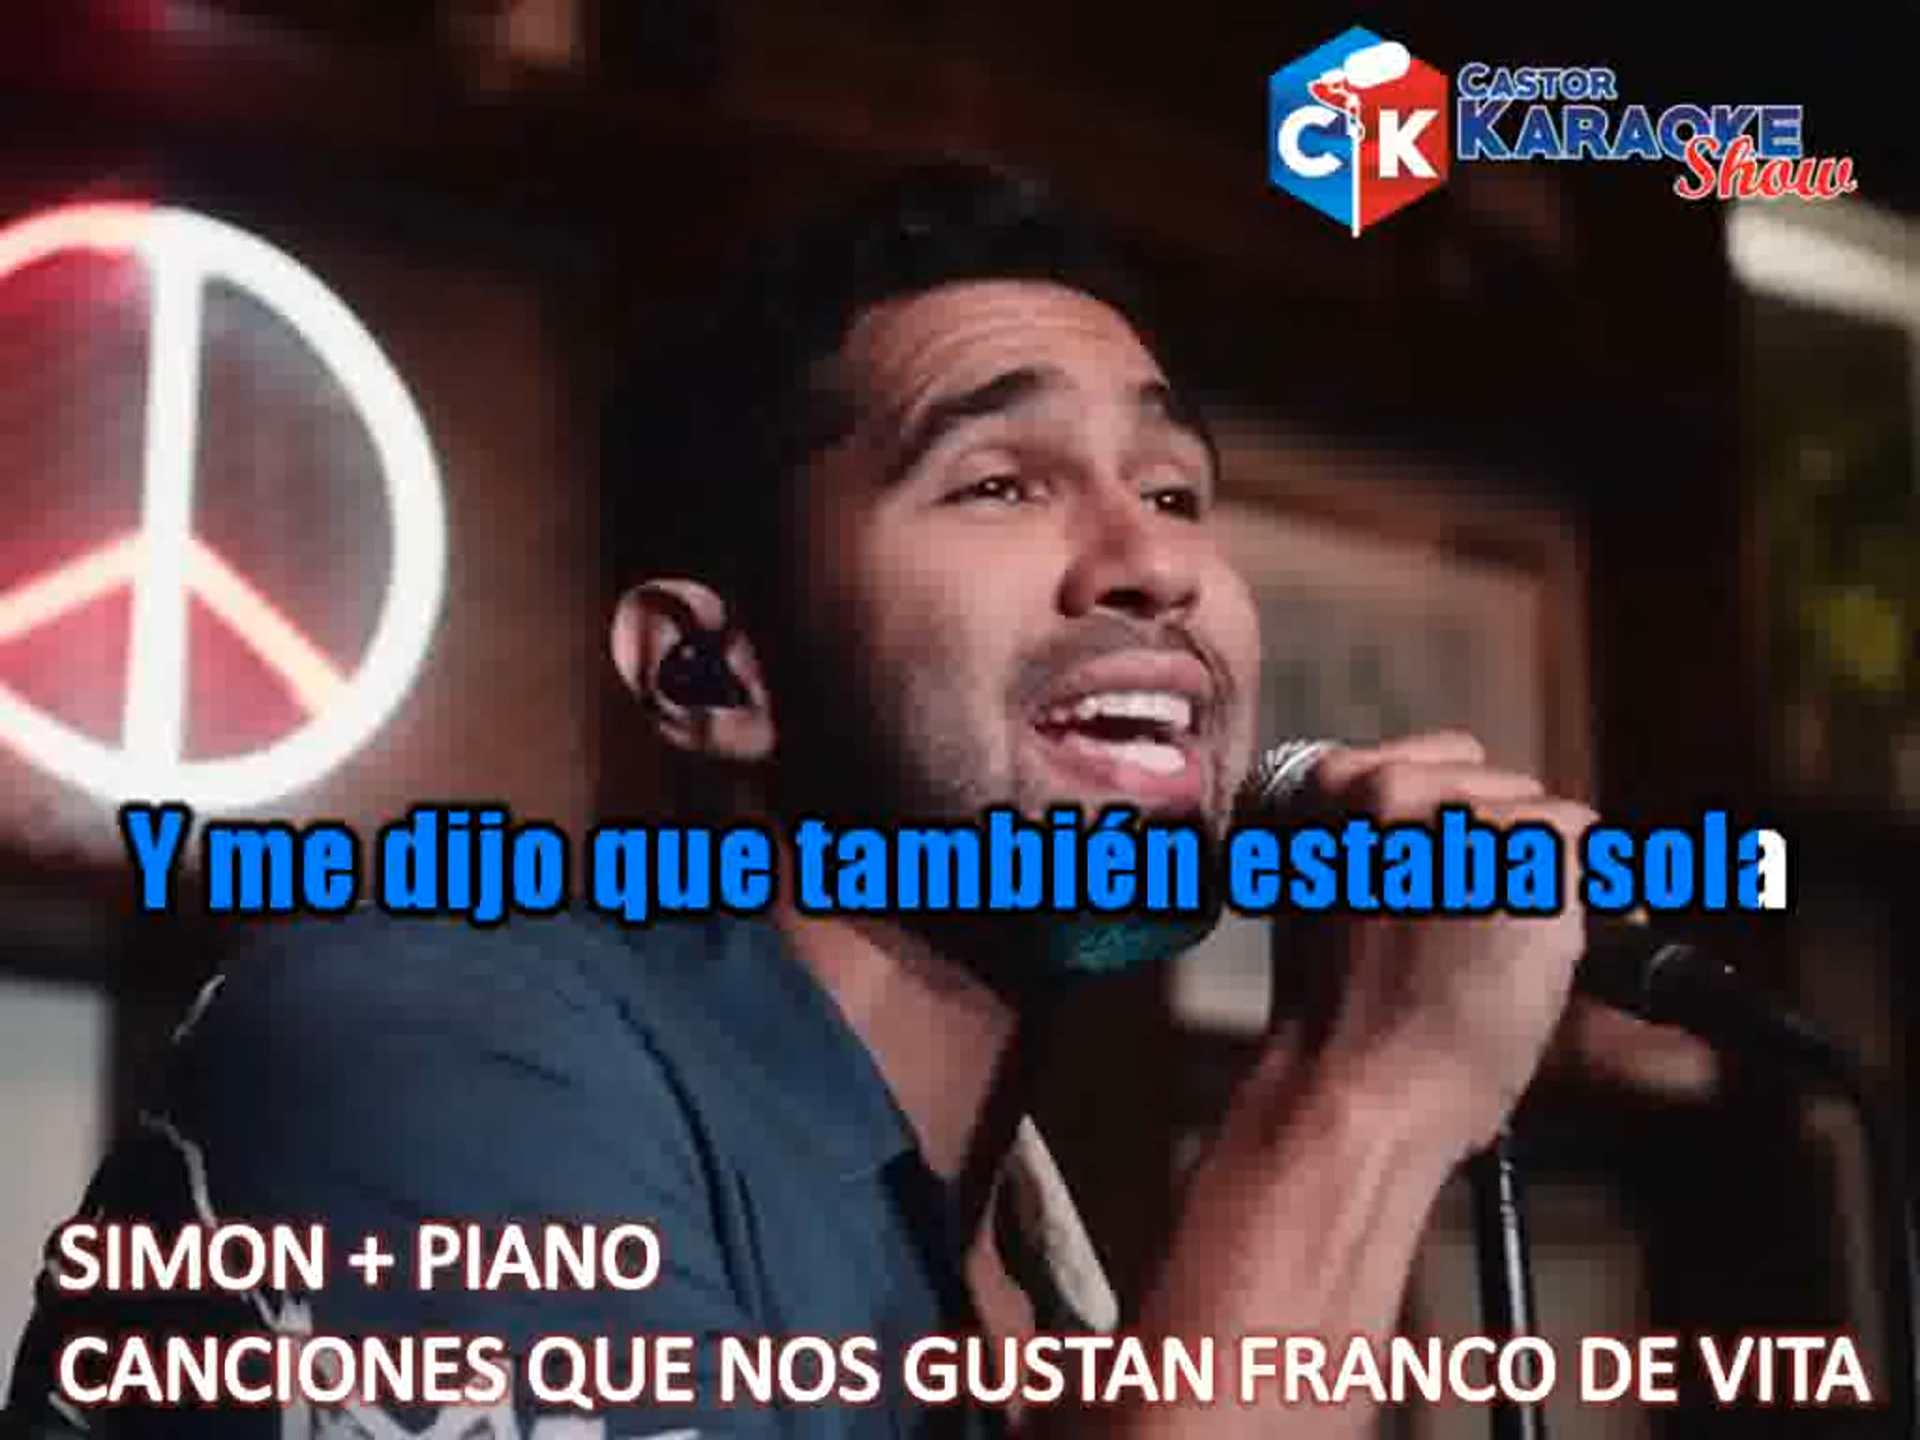 CK
CASTOR
KARAOKE
Show
Y me dijo que también estaba sola
SIMON + PIANO
CANCIONES QUE NOS GUSTAN FRANCO DE VITA